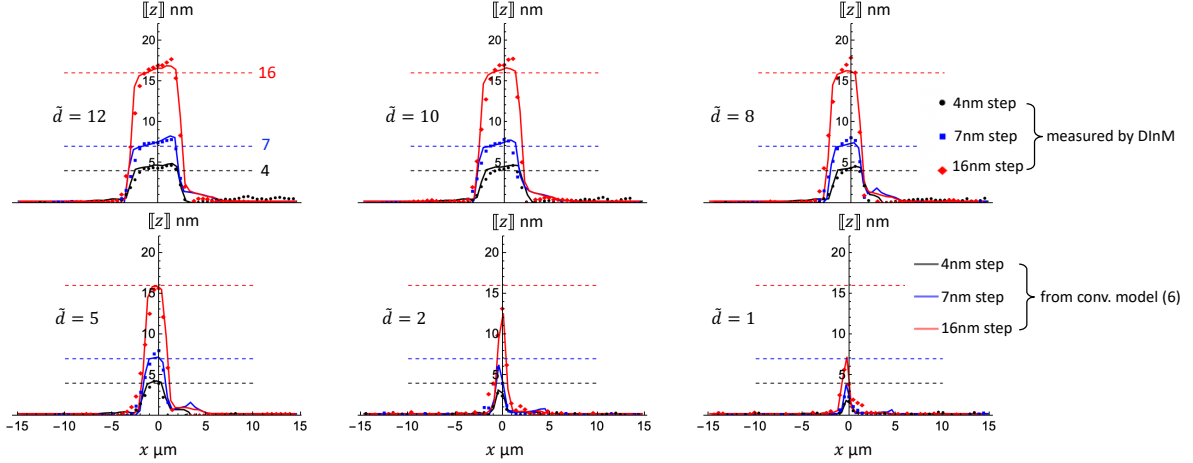 ⟦z⟧ nm
⟦z⟧ nm
⟦z⟧ nm
20
20
20
15
15
15
10
10
10
5
5
5
16
7
4
d̃ = 12
d̃ = 10
d̃ = 8
4nm step
7nm step
16nm step
measured by DInM
−15 −10 −5 0 5 10 15
−15 −10 −5 0 5 10 15
−15 −10 −5 0 5 10 15
⟦z⟧ nm
⟦z⟧ nm
⟦z⟧ nm
20
20
20
15
15
15
10
10
10
5
5
5
d̃ = 5
d̃ = 2
d̃ = 1
4nm step
7nm step
16nm step
from conv. model (6)
−15 −10 −5 0 5 10 15
−15 −10 −5 0 5 10 15
−15 −10 −5 0 5 10 15
x μm
x μm
x μm